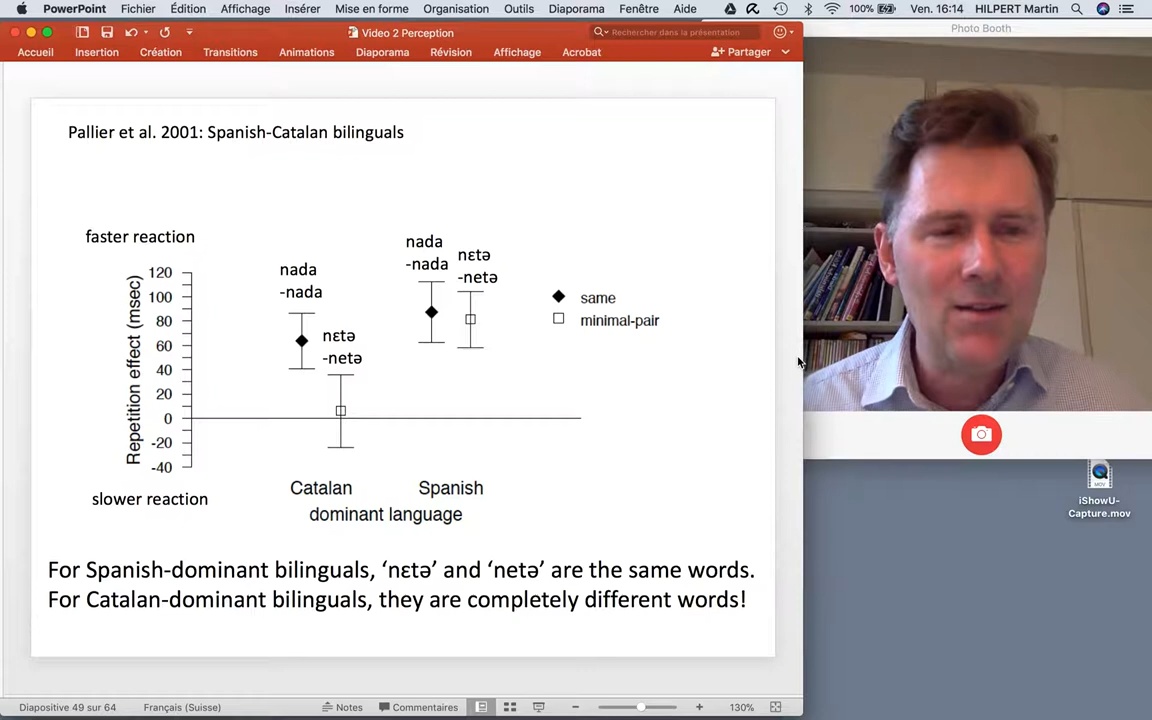 PowerPoint Fichier Édition Affichage Insérer Mise en forme Organisation Outils Diaporama Fenêtre Aide 100% Ven. 16:14 HILPERT Martin
Video 2 Perception
Rechercher dans la présentation
Photo Booth
Accueil Insertion Création Transitions Animations Diaporama Révision Affichage Acrobat Partager
Pallier et al. 2001: Spanish-Catalan bilinguals
faster reaction
Repetition effect (msec)
120
100
80
60
40
20
0
-20
-40
slower reaction
nada
-nada
nɛtə
-netə
nada
-nada
nɛtə
-netə
same
minimal-pair
Catalan Spanish
dominant language
For Spanish-dominant bilinguals, ‘nɛtə’ and ‘netə’ are the same words.
For Catalan-dominant bilinguals, they are completely different words!
MOV
iShowU-
Capture.mov
Diapositive 49 sur 64 Français (Suisse) Notes Commentaires 130%